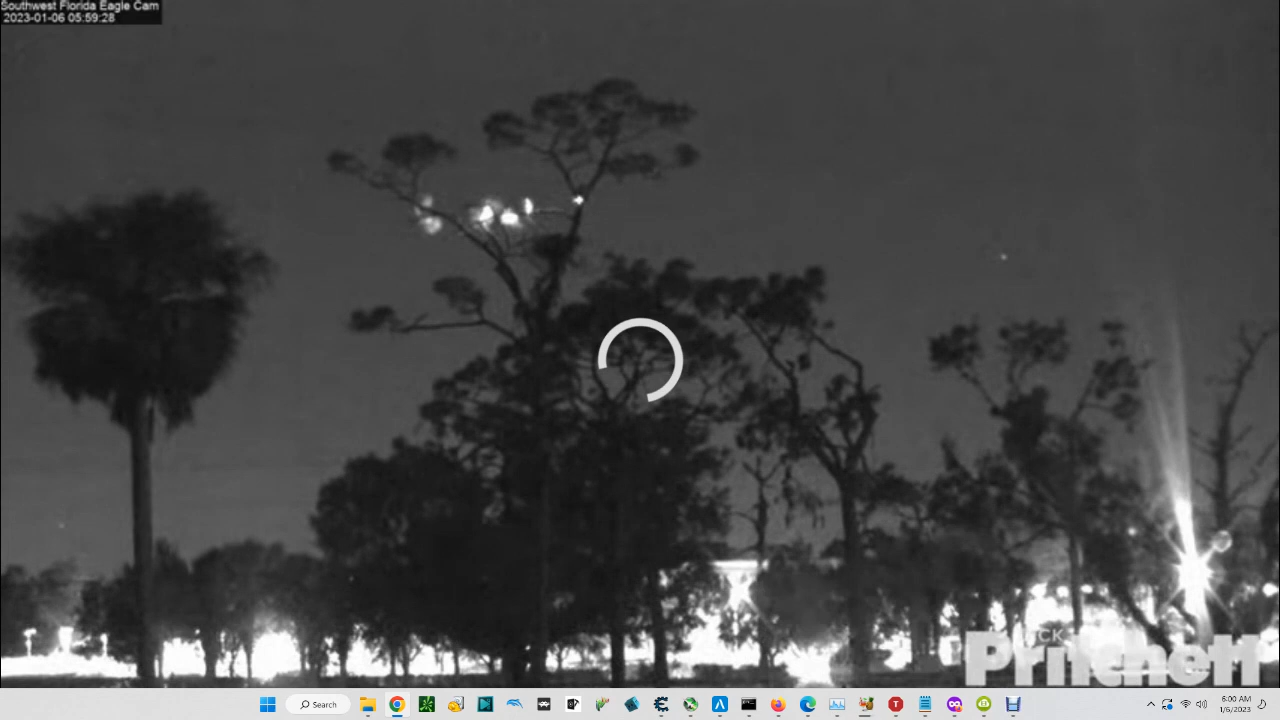 Southwest Florida Eagle Cam
2023-01-06 05:59:28
Pritchett
Search
6:00 AM
1/6/2023